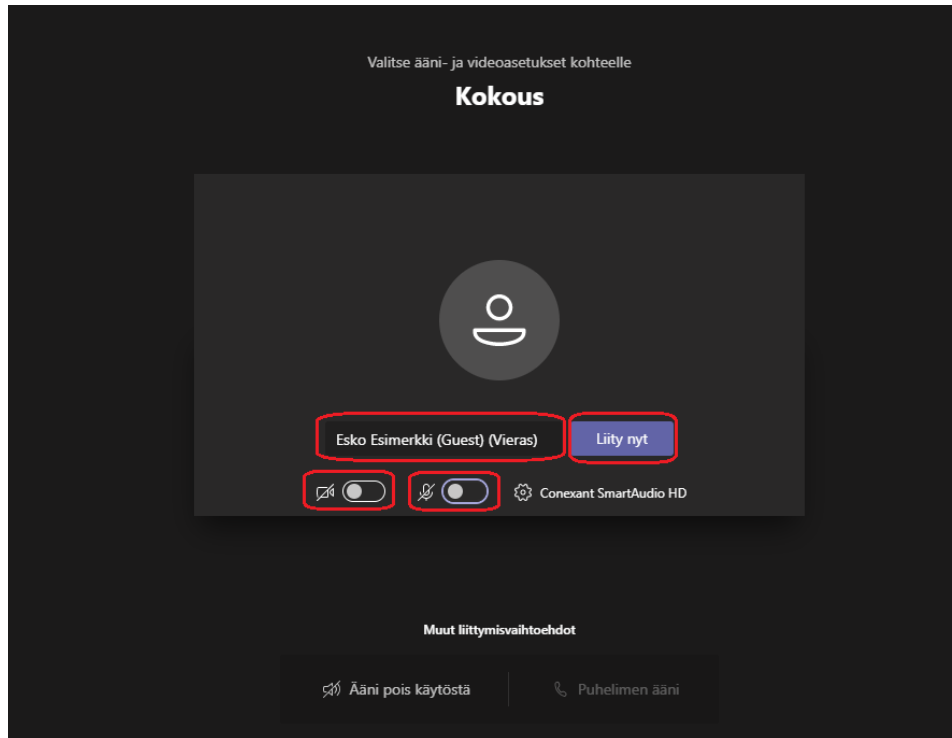 Valitse ääni- ja videoasetukset kohteelle
Kokous
Esko Esimerkki (Guest) (Vieras)
Liity nyt
Conexant SmartAudio HD
Muut liittymisvaihtoehdot
Ääni pois käytöstä
Puhelimen ääni